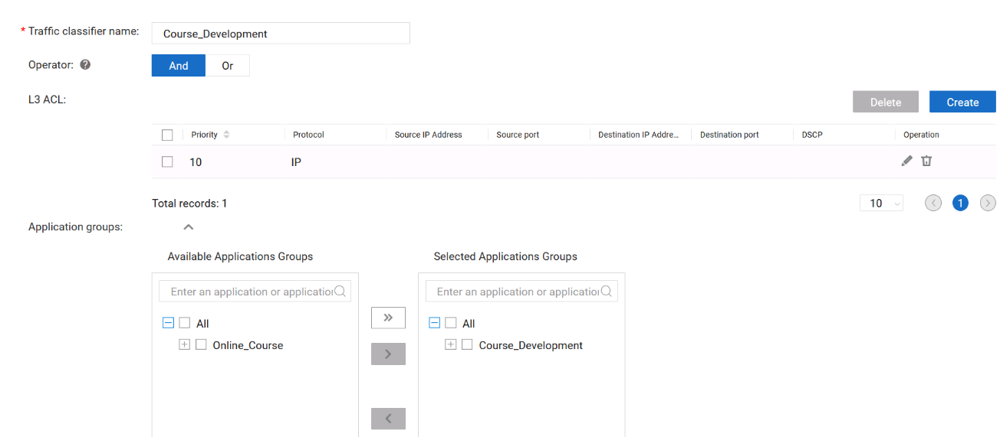 * Traffic classifier name: Course_Development
Operator: ? And Or
L3 ACL:
Delete Create
Priority Protocol Source IP Address Source port Destination IP Addre... Destination port DSCP Operation
10 IP
Total records: 1 10 1
Application groups:
Available Applications Groups Selected Applications Groups
Enter an application or application Enter an application or application
All All
Online_Course Course_Development